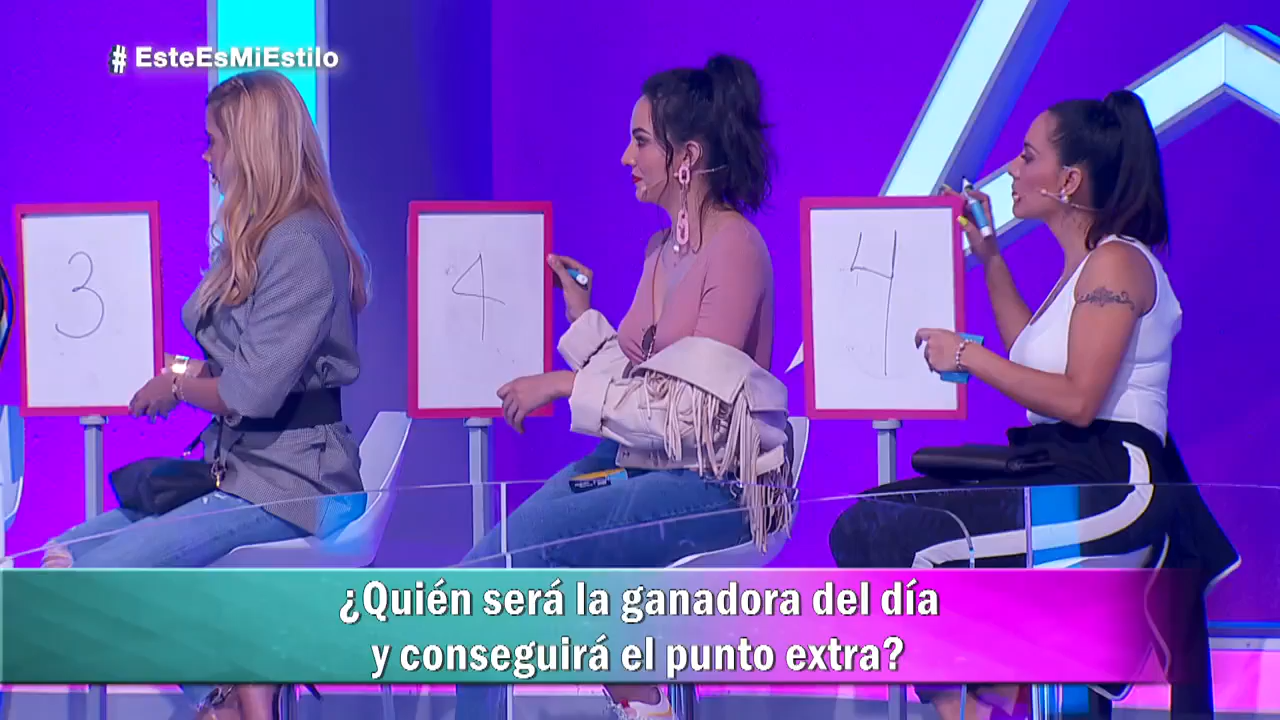 # EsteEsMiEstilo
3
4
4
¿Quién será la ganadora del día
y conseguirá el punto extra?